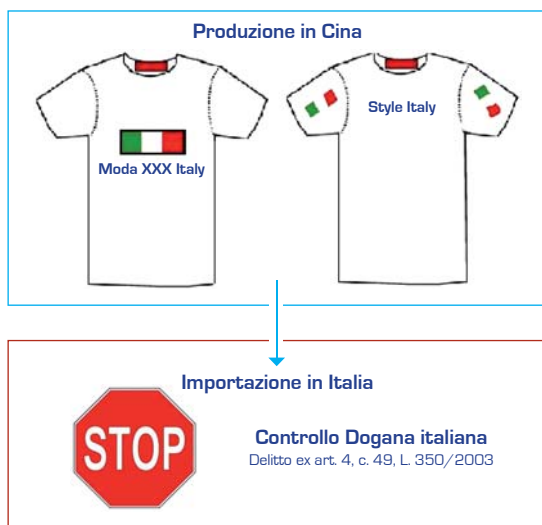 Produzione in Cina
Style Italy
Moda XXX Italy
Importazione in Italia
STOP
Controllo Dogana italiana
Delitto ex art. 4, c. 49, L. 350/2003